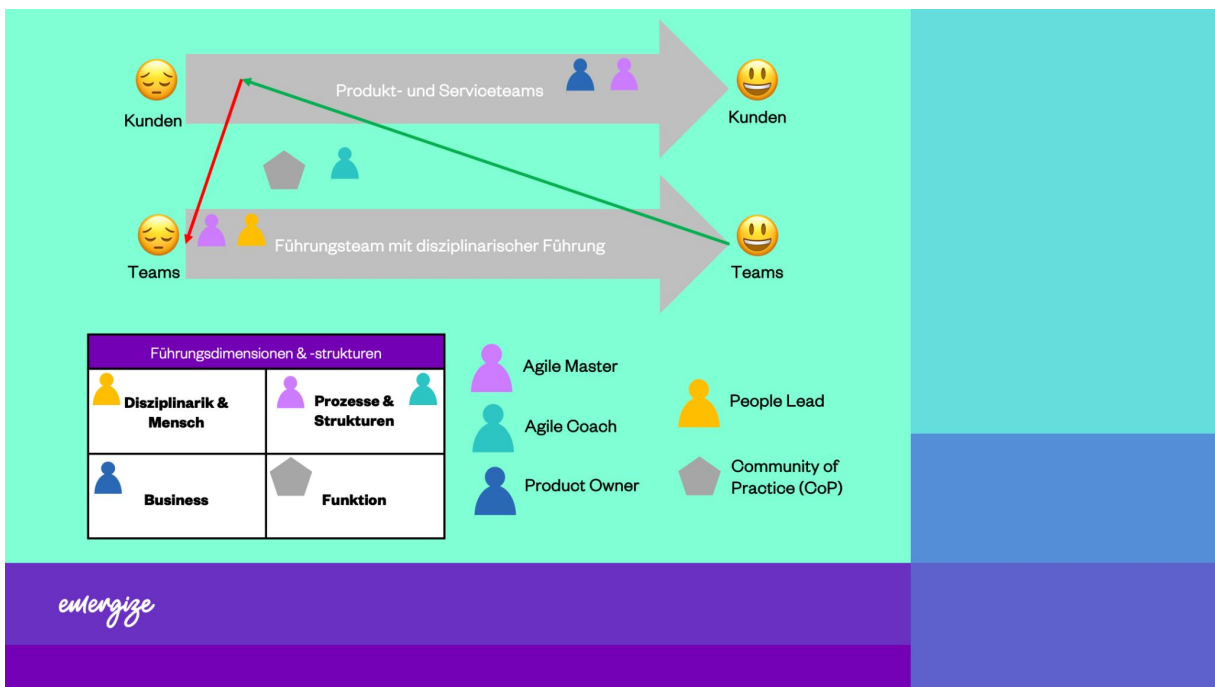 Produkt- und Serviceteams
Kunden
Kunden
Führungsteam mit disziplinarischer Führung
Teams
Teams
Führungsdimensionen & -strukturen
Disziplinarik &
Mensch
Prozesse &
Strukturen
Business
Funktion
Agile Master
Agile Coach
Product Owner
People Lead
Community of
Practice (CoP)
emergize